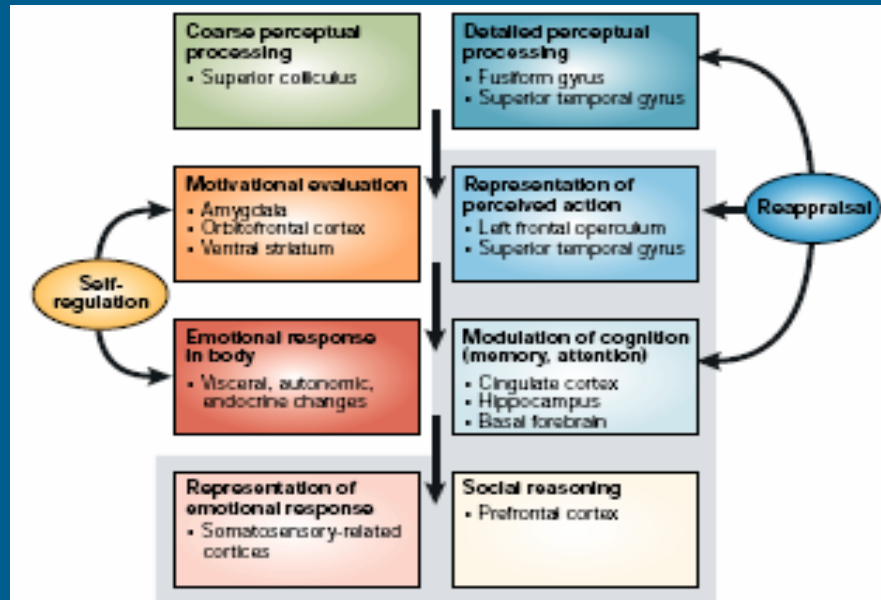 Coarse perceptual
processing
• Superior colliculus
Detailed perceptual
processing
• Fusiform gyrus
• Superior temporal gyrus
Motivational evaluation
• Amygdala
• Orbitofrontal cortex
• Ventral striatum
Representation of
perceived action
• Left frontal operculum
• Superior temporal gyrus
Reappraisal
Self-
regulation
Emotional response
in body
• Visceral, autonomic,
endocrine changes
Modulation of cognition
(memory, attention)
• Cingulate cortex
• Hippocampus
• Basal forebrain
Representation of
emotional response
• Somatosensory-related
cortices
Social reasoning
• Prefrontal cortex